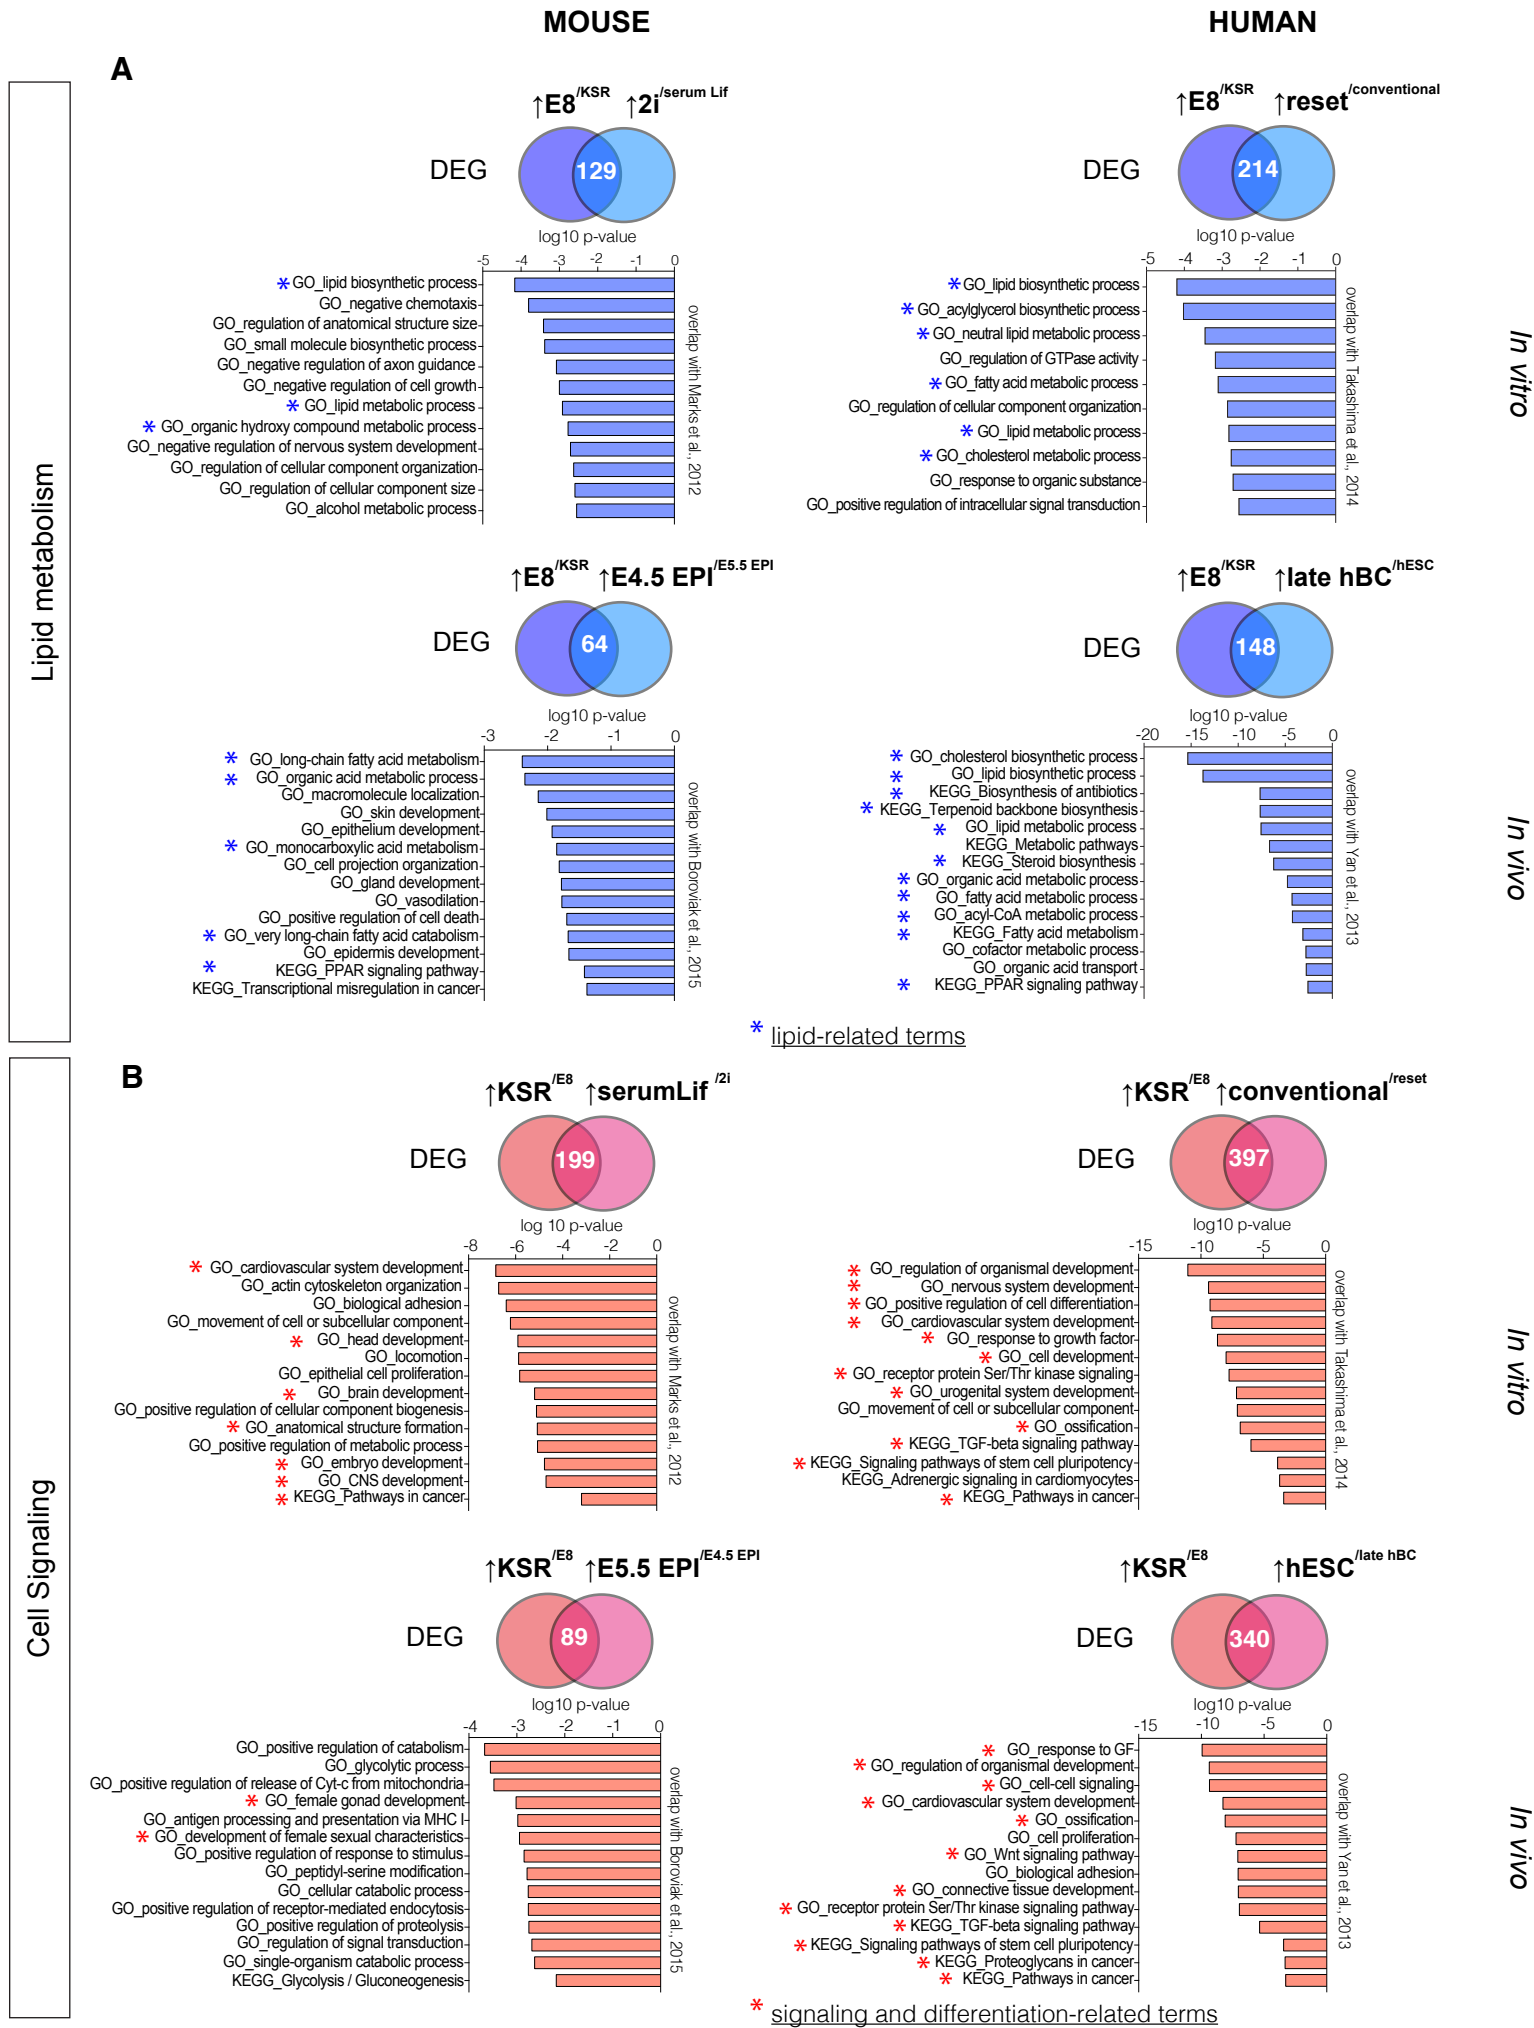 MOUSE
HUMAN
Lipid metabolism
A
↑E8/KSR ↑2i/serum Lif
DEG
129
log10 p-value
-5 -4 -3 -2 -1 0
* GO_lipid biosynthetic process
GO_negative chemotaxis
GO_regulation of anatomical structure size
GO_small molecule biosynthetic process
GO_negative regulation of axon guidance
GO_negative regulation of cell growth
* GO_lipid metabolic process
* GO_organic hydroxy compound metabolic process
GO_negative regulation of nervous system development
GO_regulation of cellular component organization
GO_regulation of cellular component size
GO_alcohol metabolic process
overlap with Marks et al., 2012
↑E8/KSR ↑reset/conventional
DEG
214
log10 p-value
-5 -4 -3 -2 -1 0
* GO_lipid biosynthetic process
* GO_acylglycerol biosynthetic process
* GO_neutral lipid metabolic process
GO_regulation of GTPase activity
* GO_fatty acid metabolic process
GO_regulation of cellular component organization
* GO_lipid metabolic process
* GO_cholesterol metabolic process
GO_response to organic substance
GO_positive regulation of intracellular signal transduction
overlap with Takashima et al., 2014
In vitro
↑E8/KSR ↑E4.5 EPI/E5.5 EPI
DEG
64
log10 p-value
-3 -2 -1 0
* GO_long-chain fatty acid metabolism
* GO_organic acid metabolic process
GO_macromolecule localization
GO_skin development
GO_epithelium development
* GO_monocarboxylic acid metabolism
GO_cell projection organization
GO_gland development
GO_vasodilation
GO_positive regulation of cell death
* GO_very long-chain fatty acid catabolism
GO_epidermis development
* KEGG_PPAR signaling pathway
KEGG_Transcriptional misregulation in cancer
overlap with Boroviak et al., 2015
↑E8/KSR ↑late hBC/hESC
DEG
148
log10 p-value
-20 -15 -10 -5 0
* GO_cholesterol biosynthetic process
* GO_lipid biosynthetic process
* KEGG_Biosynthesis of antibiotics
* KEGG_Terpenoid backbone biosynthesis
* GO_lipid metabolic process
KEGG_Metabolic pathways
* KEGG_Steroid biosynthesis
* GO_organic acid metabolic process
* GO_fatty acid metabolic process
* GO_acyl-CoA metabolic process
* KEGG_Fatty acid metabolism
GO_cofactor metabolic process
GO_organic acid transport
* KEGG_PPAR signaling pathway
overlap with Yan et al., 2013
In vivo
* lipid-related terms
Cell Signaling
B
↑KSR/E8 ↑serumLif /2i
DEG
199
log 10 p-value
-8 -6 -4 -2 0
* GO_cardiovascular system development
GO_actin cytoskeleton organization
GO_biological adhesion
GO_movement of cell or subcellular component
* GO_head development
GO_locomotion
GO_epithelial cell proliferation
* GO_brain development
GO_positive regulation of cellular component biogenesis
* GO_anatomical structure formation
GO_positive regulation of metabolic process
* GO_embryo development
* GO_CNS development
* KEGG_Pathways in cancer
overlap with Marks et al., 2012
↑KSR/E8 ↑conventional/reset
DEG
397
log10 p-value
-15 -10 -5 0
* GO_regulation of organismal development
* GO_nervous system development
* GO_positive regulation of cell differentiation
* GO_cardiovascular system development
* GO_response to growth factor
* GO_cell development
* GO_receptor protein Ser/Thr kinase signaling
* GO_urogenital system development
GO_movement of cell or subcellular component
* GO_ossification
* KEGG_TGF-beta signaling pathway
* KEGG_Signaling pathways of stem cell pluripotency
KEGG_Adrenergic signaling in cardiomyocytes
* KEGG_Pathways in cancer
overlap with Takashima et al., 2014
In vitro
↑KSR/E8 ↑E5.5 EPI/E4.5 EPI
DEG
89
log10 p-value
-4 -3 -2 -1 0
GO_positive regulation of catabolism
GO_glycolytic process
GO_positive regulation of release of Cyt-c from mitochondria
* GO_female gonad development
GO_antigen processing and presentation via MHC I
* GO_development of female sexual characteristics
GO_positive regulation of response to stimulus
GO_peptidyl-serine modification
GO_cellular catabolic process
GO_positive regulation of receptor-mediated endocytosis
GO_positive regulation of proteolysis
GO_regulation of signal transduction
GO_single-organism catabolic process
KEGG_Glycolysis / Gluconeogenesis
overlap with Boroviak et al., 2015
↑KSR/E8 ↑hESC/late hBC
DEG
340
log10 p-value
-15 -10 -5 0
* GO_response to GF
* GO_regulation of organismal development
* GO_cell-cell signaling
* GO_cardiovascular system development
* GO_ossification
GO_cell proliferation
* GO_Wnt signaling pathway
GO_biological adhesion
* GO_connective tissue development
* GO_receptor protein Ser/Thr kinase signaling pathway
* KEGG_TGF-beta signaling pathway
* KEGG_Signaling pathways of stem cell pluripotency
* KEGG_Proteoglycans in cancer
* KEGG_Pathways in cancer
overlap with Yan et al., 2013
In vivo
* signaling and differentiation-related terms